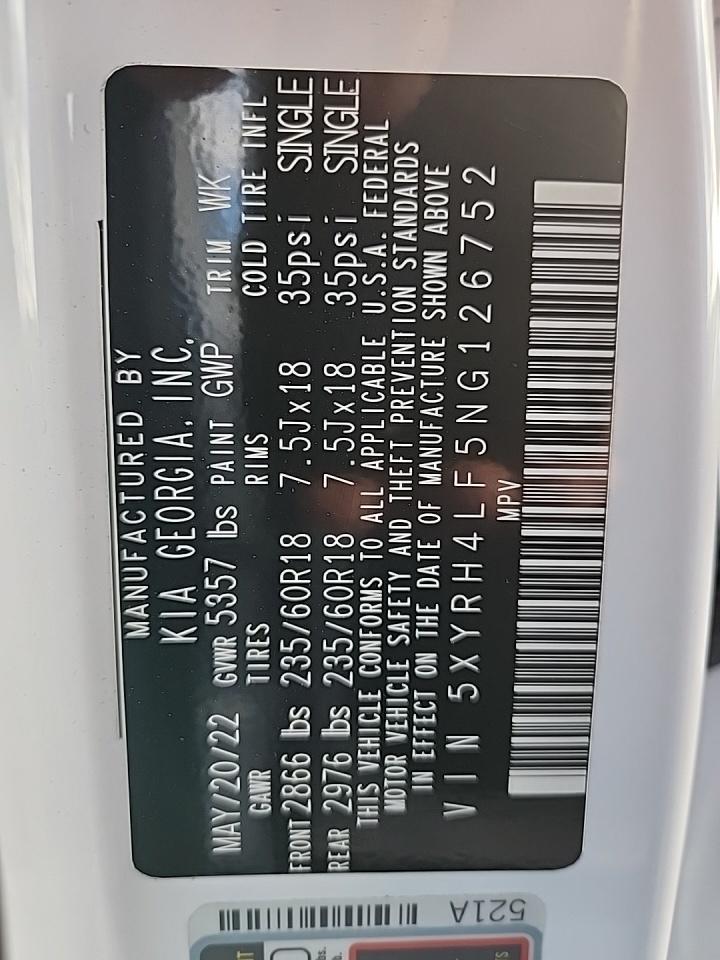 MANUFACTURED BY
KIA GEORGIA, INC.
MAY/20/22 GVWR 5357 lbs PAINT GWP TRIM WK
GAWR TIRES RIMS COLD TIRE INFL
FRONT 2866 lbs 235/60R18 7.5Jx18 35psi SINGLE
REAR 2976 lbs 235/60R18 7.5Jx18 35psi SINGLE
THIS VEHICLE CONFORMS TO ALL APPLICABLE U.S.A. FEDERAL
MOTOR VEHICLE SAFETY AND THEFT PREVENTION STANDARDS
IN EFFECT ON THE DATE OF MANUFACTURE SHOWN ABOVE
VIN 5XYRH4LF5NG126752
MPV
521A